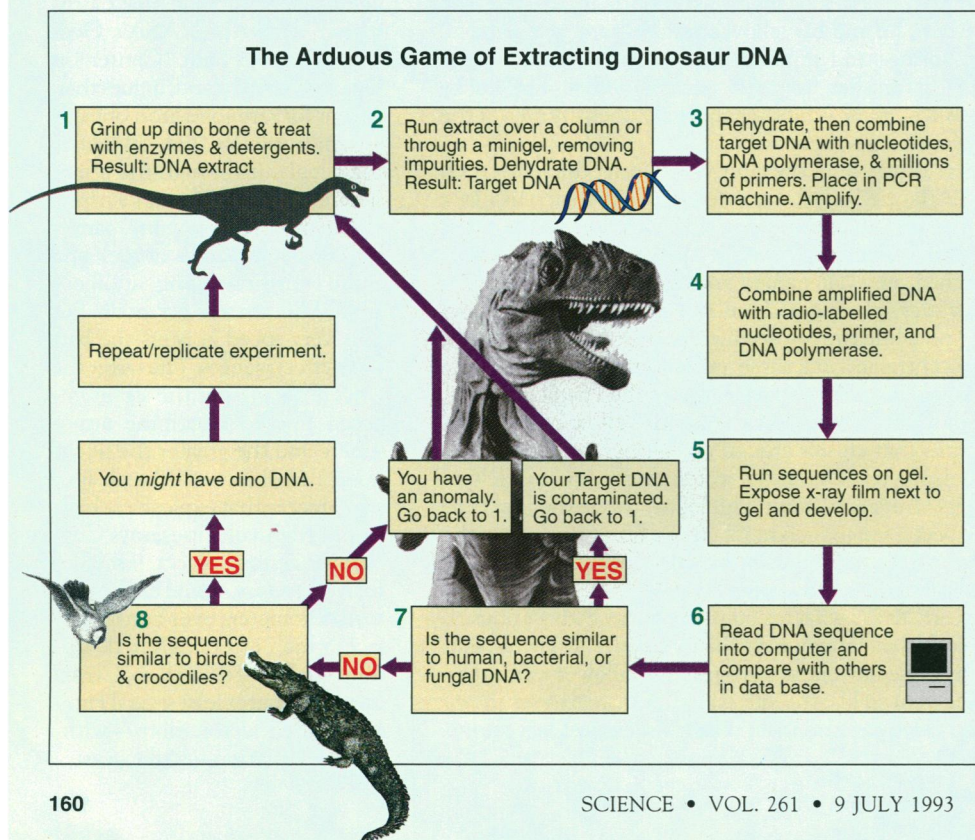 The Arduous Game of Extracting Dinosaur DNA
1
Grind up dino bone & treat
with enzymes & detergents.
Result: DNA extract
2
Run extract over a column or
through a minigel, removing
impurities. Dehydrate DNA.
Result: Target DNA
3
Rehydrate, then combine
target DNA with nucleotides,
DNA polymerase, & millions
of primers. Place in PCR
machine. Amplify.
4
Combine amplified DNA
with radio-labelled
nucleotides, primer, and
DNA polymerase.
5
Run sequences on gel.
Expose x-ray film next to
gel and develop.
6
Read DNA sequence
into computer and
compare with others
in data base.
7
Is the sequence similar
to human, bacterial, or
fungal DNA?
YES
Your Target DNA
is contaminated.
Go back to 1.
NO
8
Is the sequence
similar to birds
& crocodiles?
NO
You have
an anomaly.
Go back to 1.
YES
You might have dino DNA.
Repeat/replicate experiment.
160
SCIENCE • VOL. 261 • 9 JULY 1993